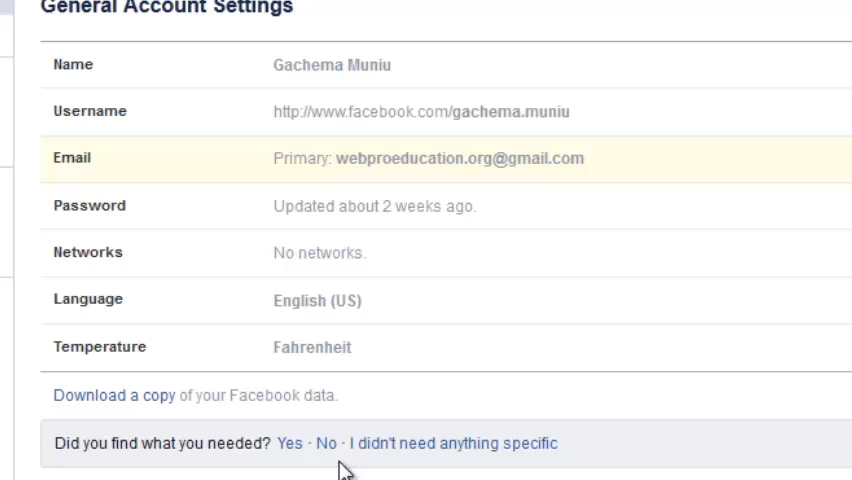 General Account Settings
Name Gachema Muniu
Username http://www.facebook.com/gachema.muniu
Email Primary: webproeducation.org@gmail.com
Password Updated about 2 weeks ago.
Networks No networks.
Language English (US)
Temperature Fahrenheit
Download a copy of your Facebook data.
Did you find what you needed? Yes · No · I didn't need anything specific